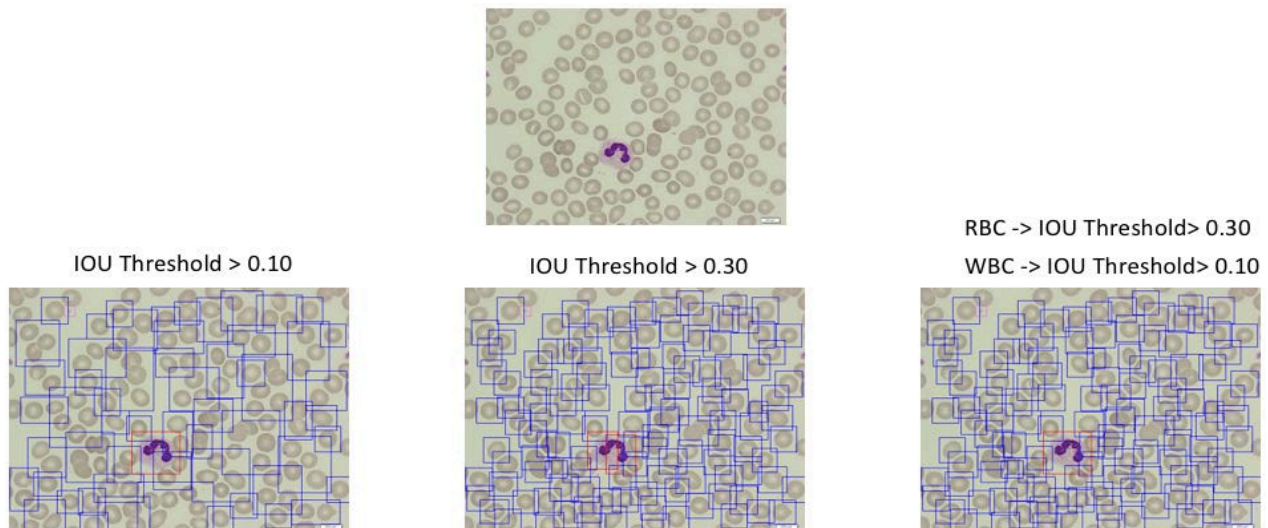 RBC -> IOU Threshold> 0.30
IOU Threshold > 0.10
IOU Threshold > 0.30
WBC -> IOU Threshold> 0.10